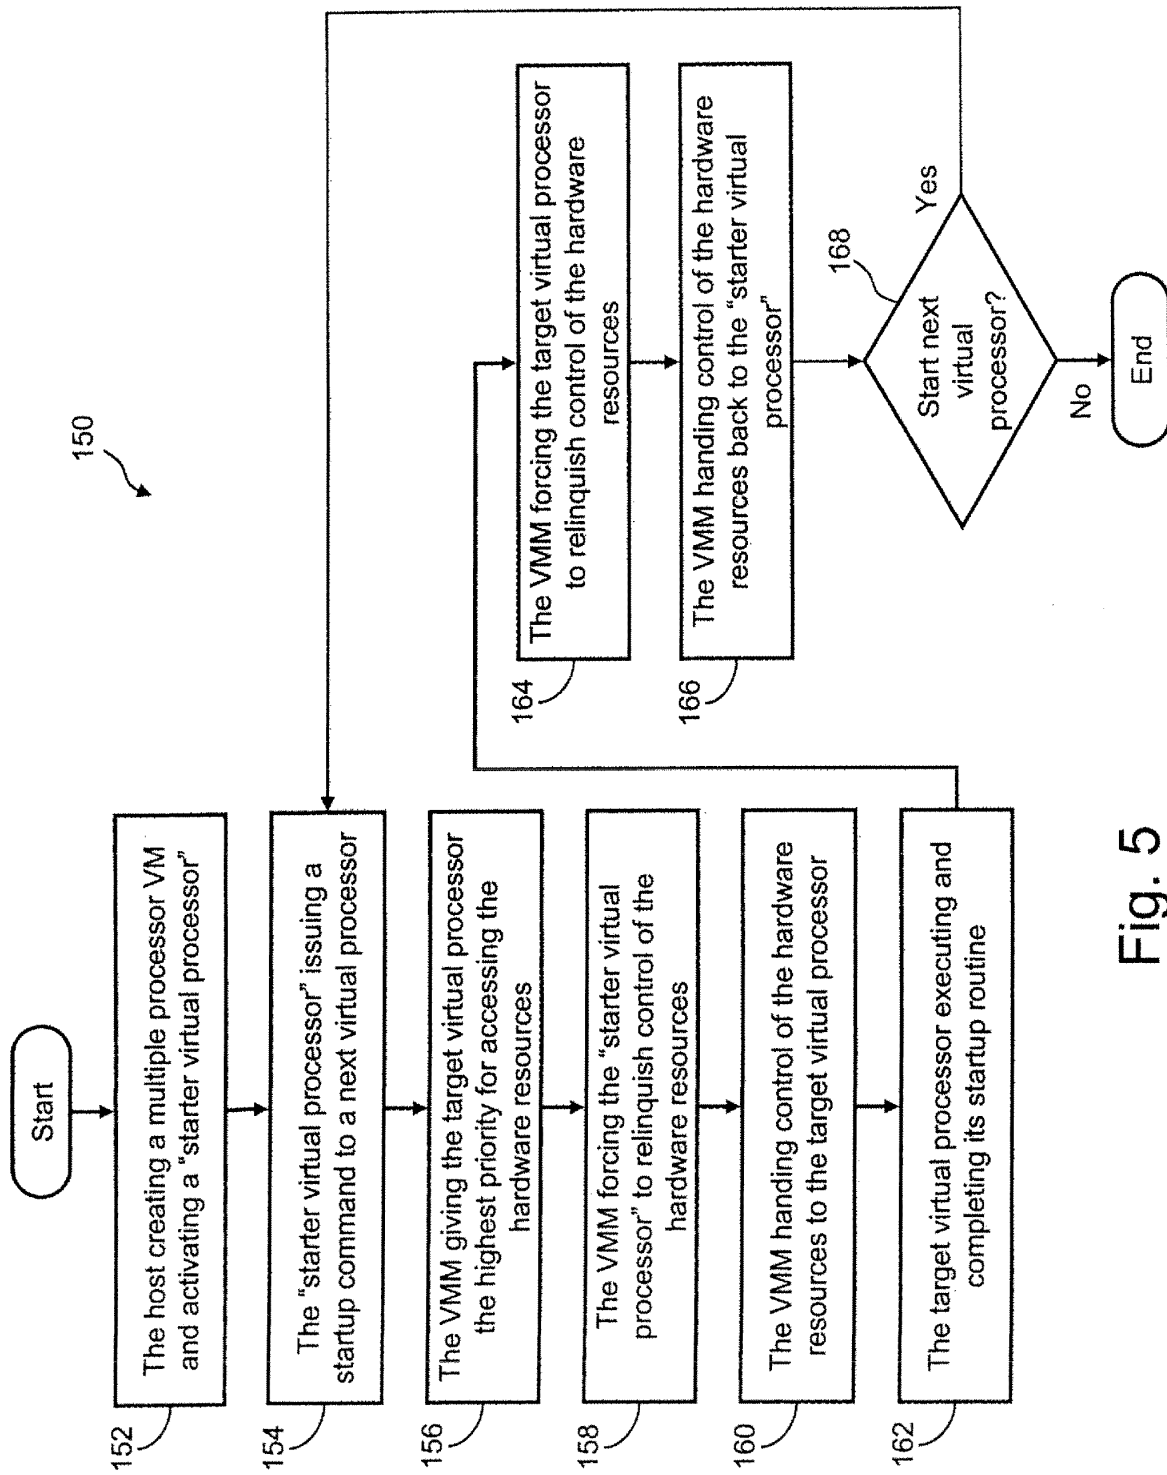 150
Start
152
The host creating a multiple processor VM
and activating a “starter virtual processor”
154
The “starter virtual processor” issuing a
startup command to a next virtual processor
156
The VMM giving the target virtual processor
the highest priority for accessing the
hardware resources
158
The VMM forcing the “starter virtual
processor” to relinquish control of the
hardware resources
160
The VMM handing control of the hardware
resources to the target virtual processor
162
The target virtual processor executing and
completing its startup routine
164
The VMM forcing the target virtual processor
to relinquish control of the hardware
resources
166
The VMM handing control of the hardware
resources back to the “starter virtual
processor”
168
Start next
virtual
processor?
Yes
No
End
Fig. 5